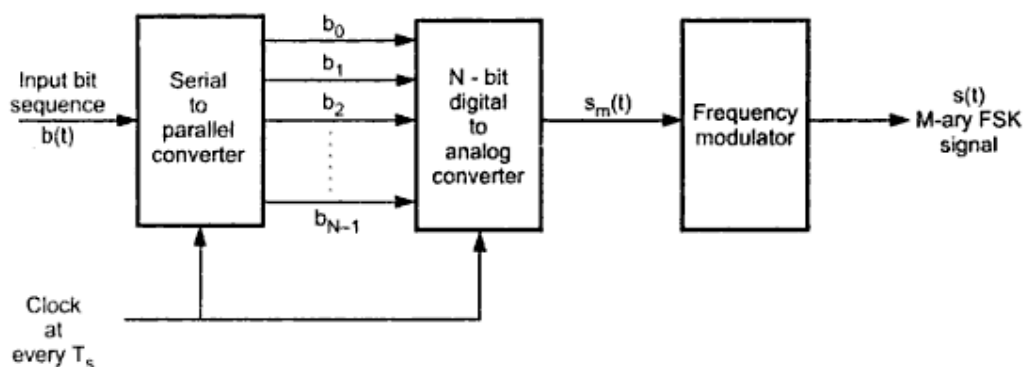 Input bit
sequence
b(t)
Serial
to
parallel
converter
b0
b1
b2
bN–1
N - bit
digital
to
analog
converter
sm(t)
Frequency
modulator
s(t)
M-ary FSK
signal
Clock
at
every Ts